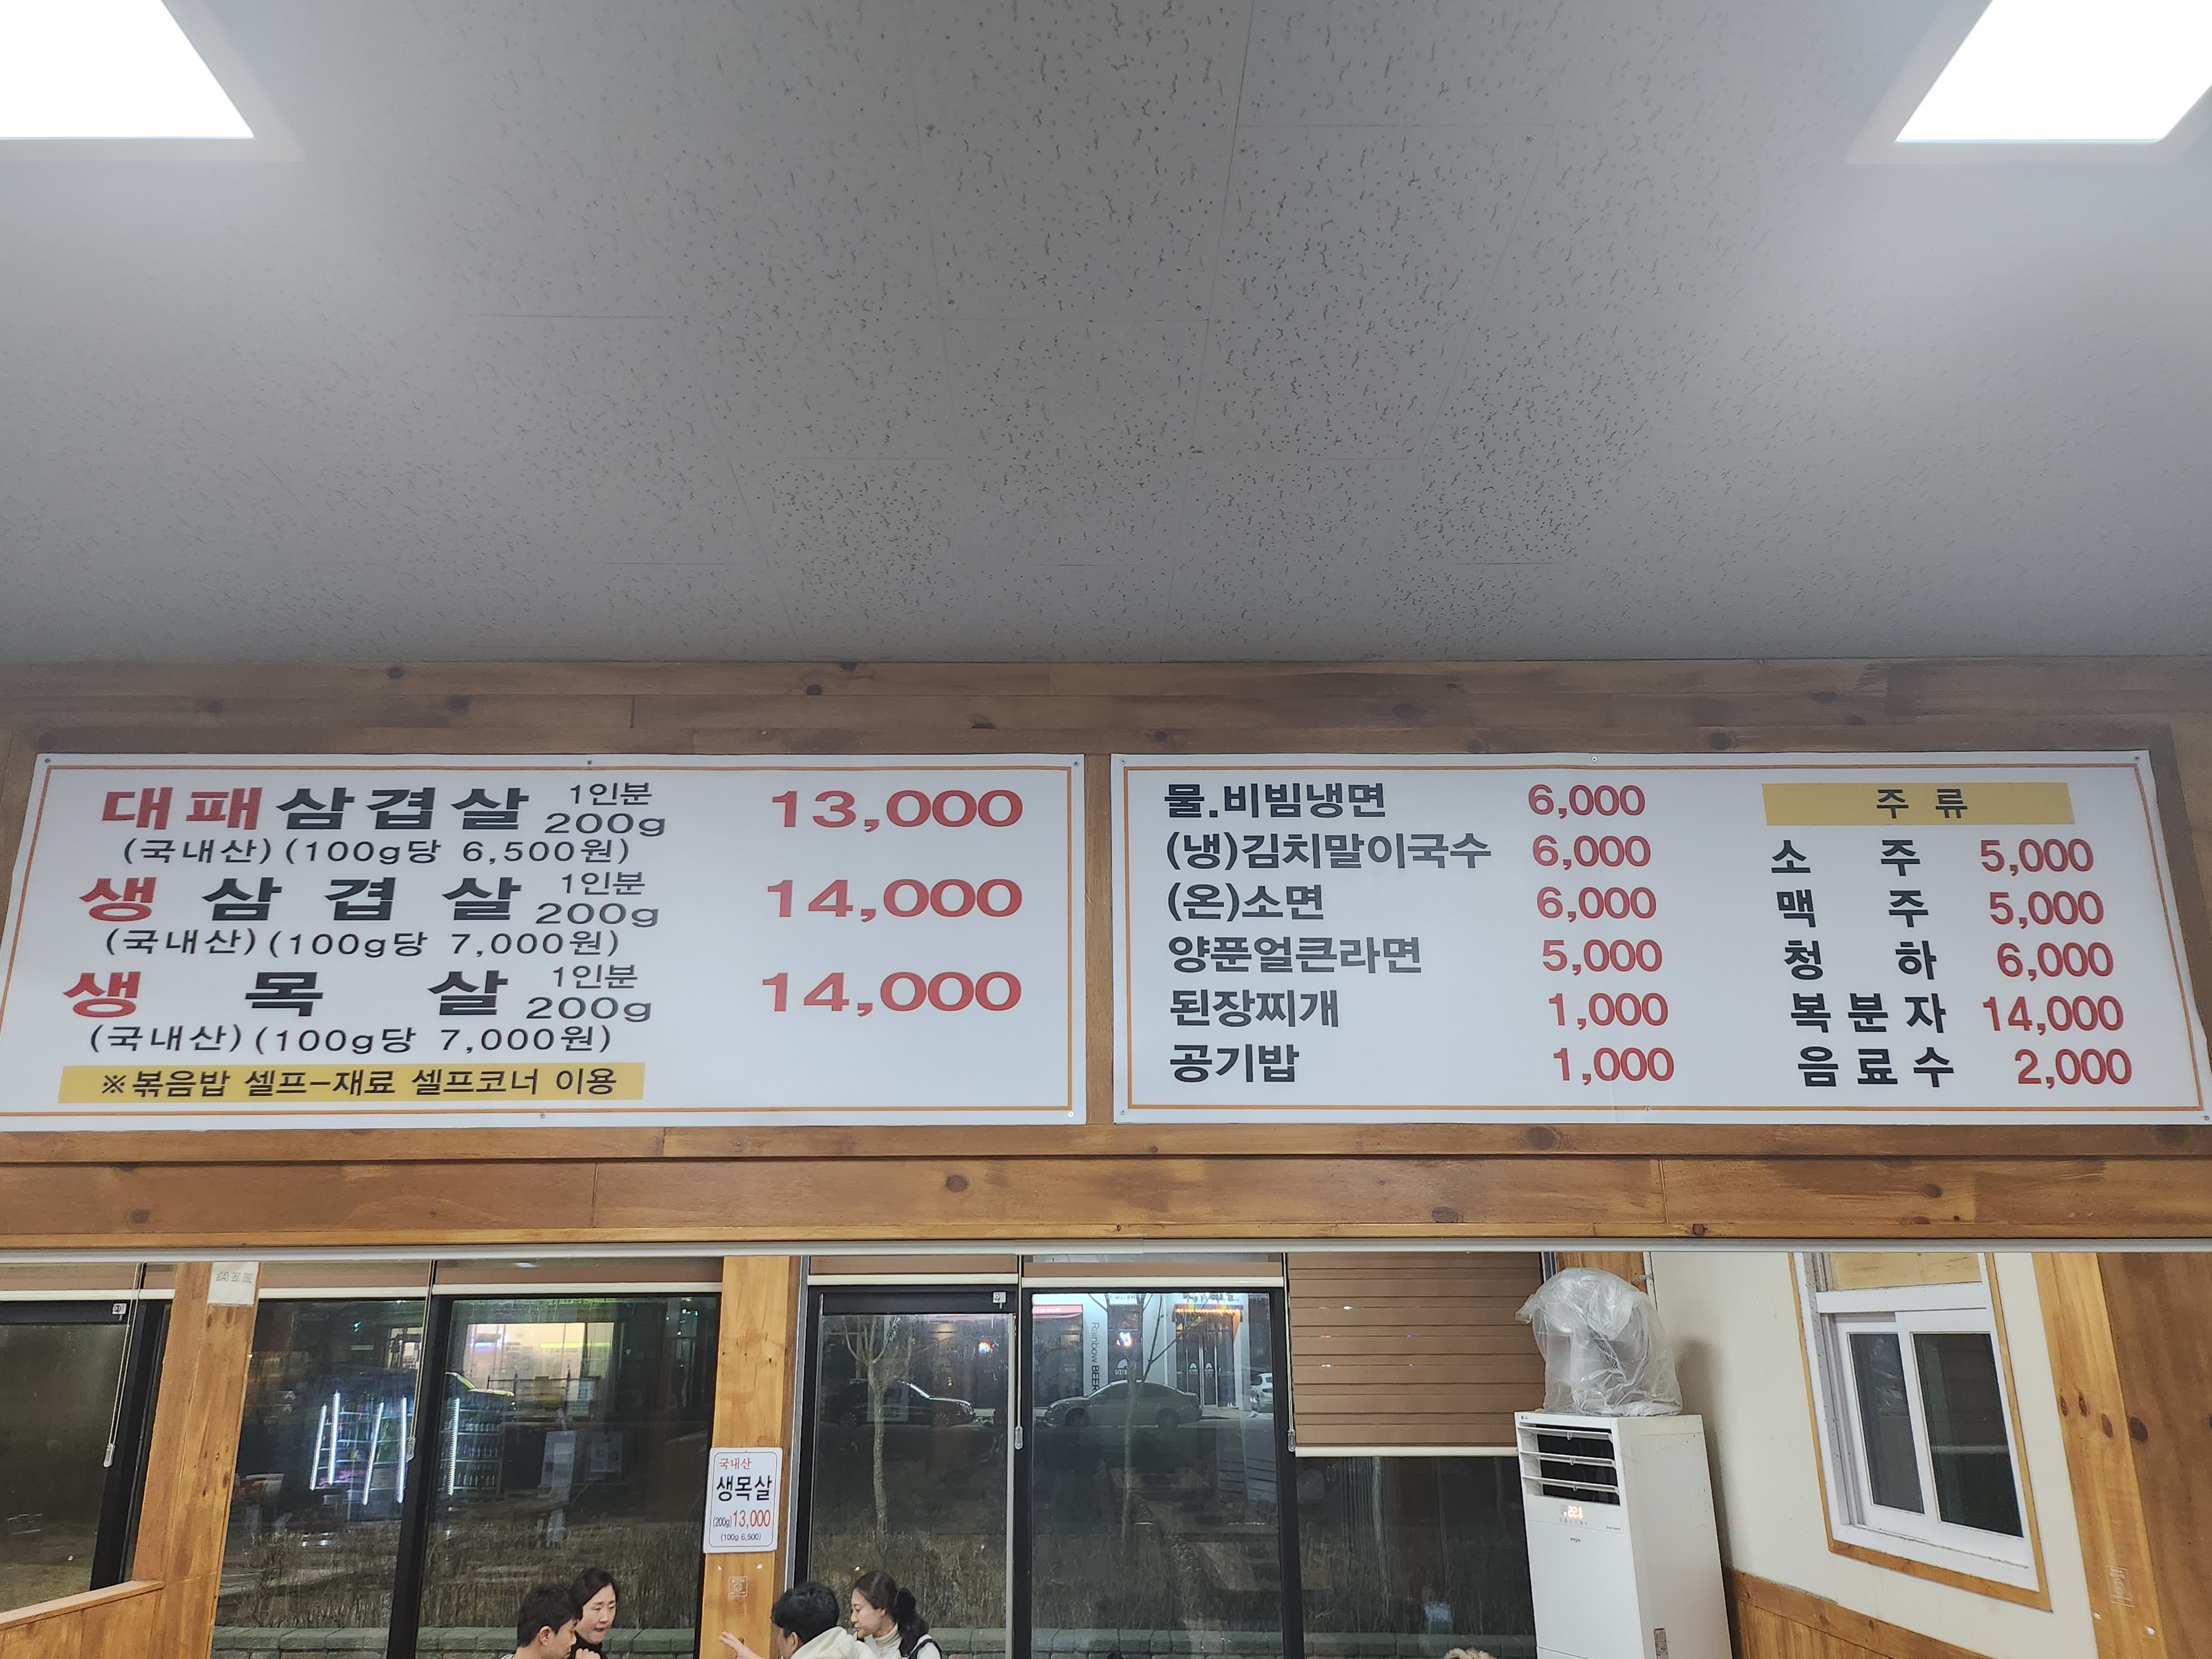 대패삼겹살 1인분 200g 13,000
(국내산) (100g당 6,500원)
생 삼 겹 살 1인분 200g 14,000
(국내산) (100g당 7,000원)
생 목 살 1인분 200g 14,000
(국내산) (100g당 7,000원)
※볶음밥 셀프-재료 셀프코너 이용
물.비빔냉면 6,000
(냉)김치말이국수 6,000
(온)소면 6,000
양푼얼큰라면 5,000
된장찌개 1,000
공기밥 1,000
주 류
소 주 5,000
맥 주 5,000
청 하 6,000
복 분 자 14,000
음 료 수 2,000
국내산
생목살
(200g)13,000
(100g 6,500)
Rainbow BEER